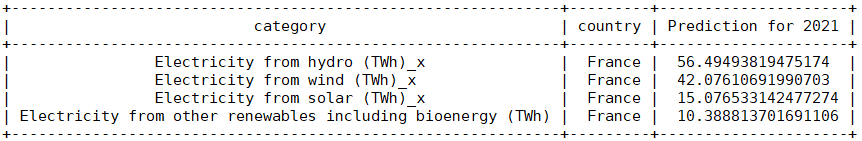 category | country | Prediction for 2021
Electricity from hydro (TWh)_x | France | 56.49493819475174
Electricity from wind (TWh)_x | France | 42.07610691990703
Electricity from solar (TWh)_x | France | 15.076533142477274
Electricity from other renewables including bioenergy (TWh) | France | 10.388813701691106